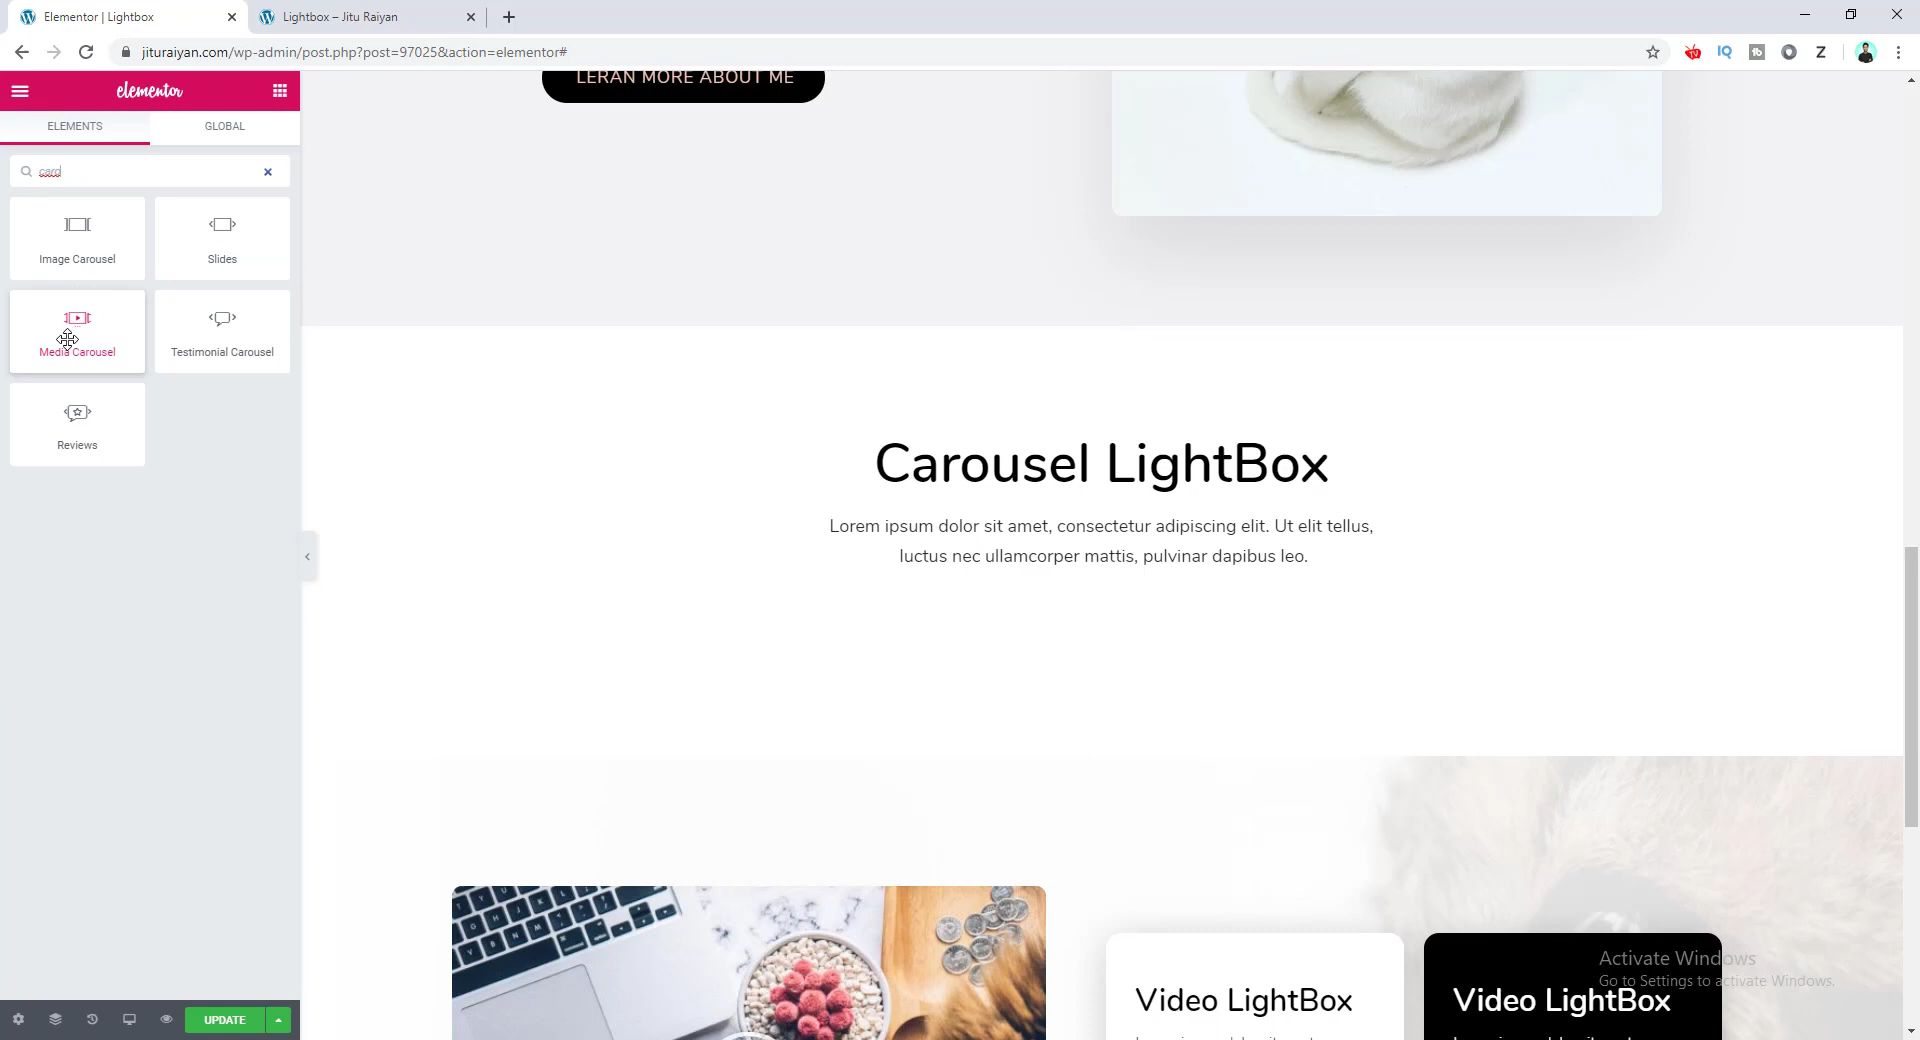 Elementor | Lightbox
Lightbox – Jitu Raiyan
jituraiyan.com/wp-admin/post.php?post=97025&action=elementor#
elementor
ELEMENTS
GLOBAL
card
Image Carousel
Slides
Media Carousel
Testimonial Carousel
Reviews
UPDATE
LERAN MORE ABOUT ME
Carousel LightBox
Lorem ipsum dolor sit amet, consectetur adipiscing elit. Ut elit tellus,
luctus nec ullamcorper mattis, pulvinar dapibus leo.
Video LightBox
Video LightBox
Activate Windows
Go to Settings to activate Windows.